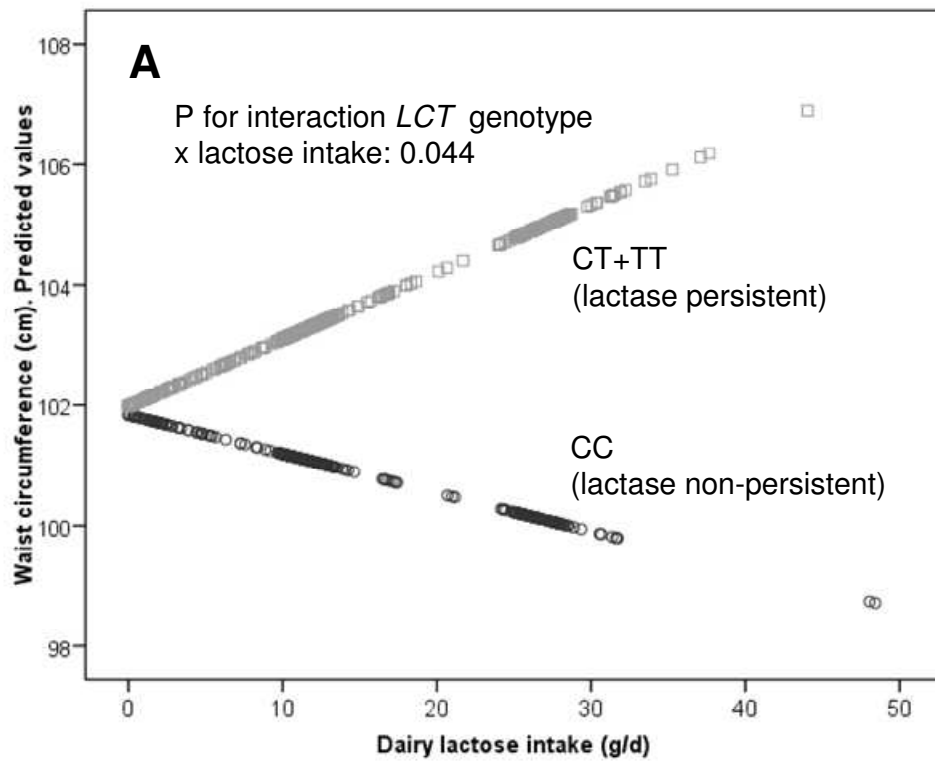 A
P for interaction LCT genotype
x lactose intake: 0.044
CT+TT
(lactase persistent)
CC
(lactase non-persistent)
Waist circumference (cm). Predicted values
108
106
104
102
100
98
0 10 20 30 40 50
Dairy lactose intake (g/d)